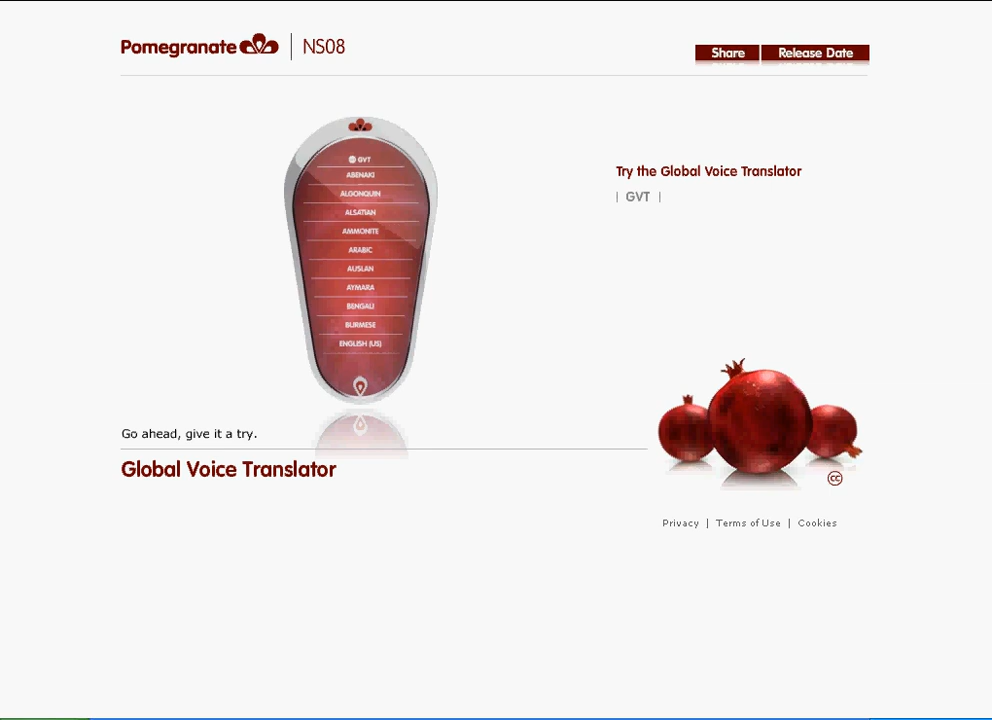 Pomegranate | NS08
Share
Release Date
GVT
ABENAKI
ALGONQUIN
ALSATIAN
AMMONITE
ARABIC
AUSLAN
AYMARA
BENGALI
BURMESE
ENGLISH (US)
Try the Global Voice Translator
| GVT |
Go ahead, give it a try.
Global Voice Translator
cc
Privacy | Terms of Use | Cookies